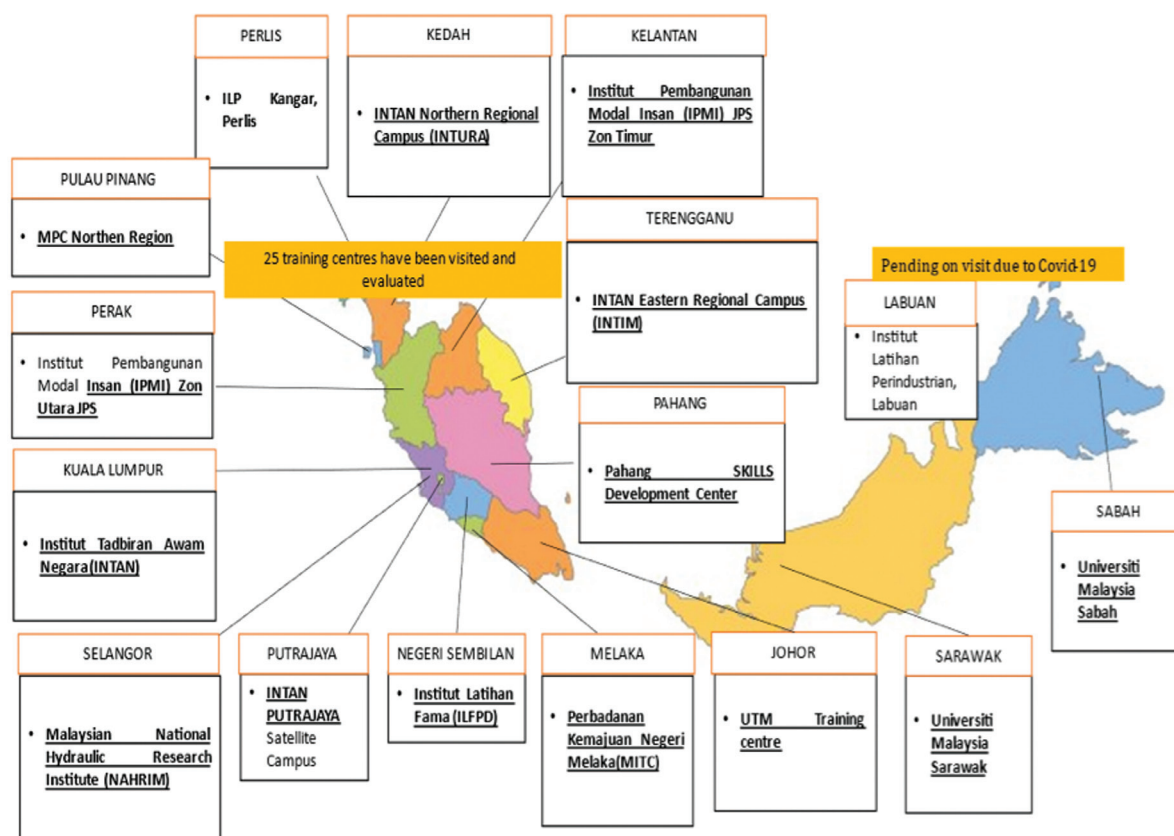 PERLIS
• ILP Kangar,
Perlis
KEDAH
• INTAN Northern Regional
Campus (INTURA)
KELANTAN
• Institut Pembangunan
Modal Insan (IPMI) JPS
Zon Timur
PULAU PINANG
• MPC Northen Region
25 training centres have been visited and
evaluated
TERENGGANU
• INTAN Eastern Regional Campus
(INTIM)
Pending on visit due to Covid-19
LABUAN
• Institut
Latihan
Perindustrian,
Labuan
PERAK
• Institut Pembangunan
Modal Insan (IPMI) Zon
Utara JPS
PAHANG
• Pahang SKILLS
Development Center
KUALA LUMPUR
• Institut Tadbiran Awam
Negara(INTAN)
SABAH
• Universiti
Malaysia
Sabah
SELANGOR
• Malaysian National
Hydraulic Research
Institute (NAHRIM)
PUTRAJAYA
• INTAN
PUTRAJAYA
Satellite
Campus
NEGERI SEMBILAN
• Institut Latihan
Fama (ILFPD)
MELAKA
• Perbadanan
Kemajuan Negeri
Melaka(MITC)
JOHOR
• UTM Training
centre
SARAWAK
• Universiti
Malaysia
Sarawak